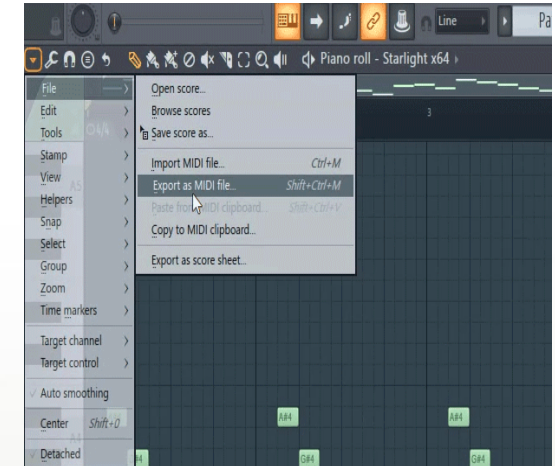 Line
Pa
Piano roll - Starlight x64
File
Edit
Tools
Stamp
View
Helpers
Snap
Select
Group
Zoom
Time markers
Target channel
Target control
Auto smoothing
Center Shift+0
Detached
Open score...
Browse scores
Save score as...
Import MIDI file... Ctrl+M
Export as MIDI file... Shift+Ctrl+M
Paste from MIDI clipboard... Shift+Ctrl+V
Copy to MIDI clipboard...
Export as score sheet...
3
A5
A#4
A#4
G#4
G#4